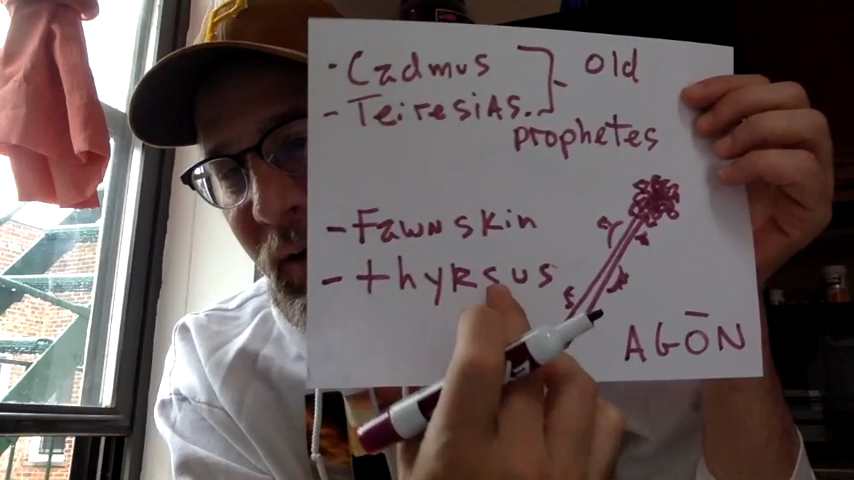 - Cadmus
- Teiresias.
Old
prophetes
- Fawnskin
- thyrsus
AGŌN